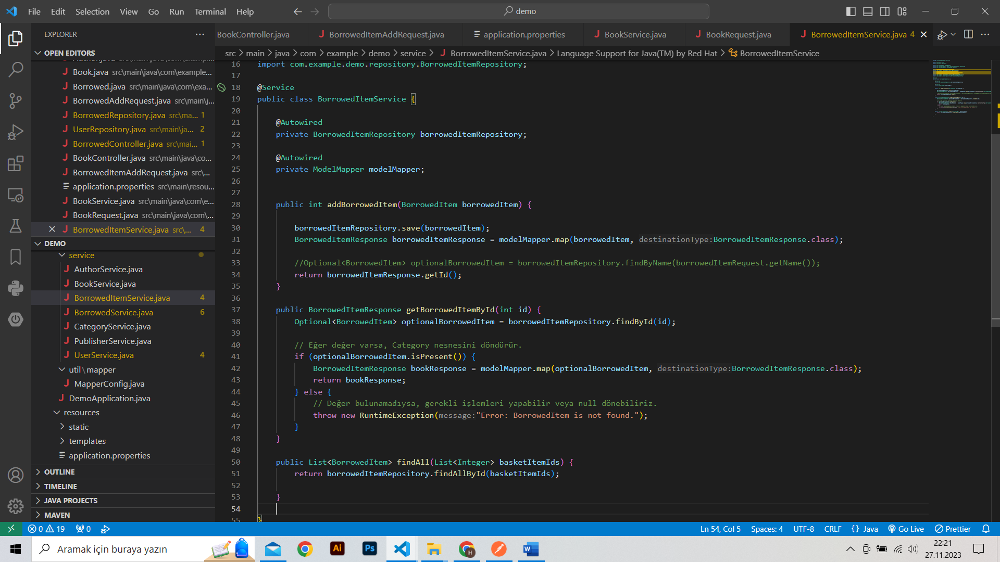 File Edit Selection View Go Run Terminal Help
demo
EXPLORER
BookController.java
BorrowedItemAddRequest.java
application.properties
BookService.java
BookRequest.java
BorrowedItemService.java 4
OPEN EDITORS
src > main > java > com > example > demo > service > BorrowedItemService.java > Language Support for Java(TM) by Red Hat > BorrowedItemService
Book.java src\main\java\com\example...
Borrowed.java src\main\java\com\exa...
BorrowedAddRequest.java src\main\j...
BorrowedRepository.java src\ma... 1
UserRepository.java src\main\ja... 2
BorrowedController.java src\mai... 1
BookController.java src\main\java\co...
BorrowedItemAddRequest.java src\...
application.properties src\main\resou...
BookService.java src\main\java\com\e...
BookRequest.java src\main\java\com\...
BorrowedItemService.java src\... 4
DEMO
service
AuthorService.java
BookService.java
BorrowedItemService.java 4
BorrowedService.java 6
CategoryService.java
PublisherService.java
UserService.java 4
util\mapper
MapperConfig.java
DemoApplication.java
resources
static
templates
application.properties
OUTLINE
TIMELINE
JAVA PROJECTS
MAVEN
16 import com.example.demo.repository.BorrowedItemRepository;
17
18 @Service
19 public class BorrowedItemService {
20
21 @Autowired
22 private BorrowedItemRepository borrowedItemRepository;
23
24 @Autowired
25 private ModelMapper modelMapper;
26
27
28 public int addBorrowedItem(BorrowedItem borrowedItem) {
29
30 borrowedItemRepository.save(borrowedItem);
31 BorrowedItemResponse borrowedItemResponse = modelMapper.map(borrowedItem, destinationType:BorrowedItemResponse.class);
32
33 //Optional<BorrowedItem> optionalBorrowedItem = borrowedItemRepository.findByName(borrowedItemRequest.getName());
34 return borrowedItemResponse.getId();
35 }
36
37 public BorrowedItemResponse getBorrowedItemById(int id) {
38 Optional<BorrowedItem> optionalBorrowedItem = borrowedItemRepository.findById(id);
39
40 // Eğer değer varsa, Category nesnesini döndürür.
41 if (optionalBorrowedItem.isPresent()) {
42 BorrowedItemResponse bookResponse = modelMapper.map(optionalBorrowedItem, destinationType:BorrowedItemResponse.class);
43 return bookResponse;
44 } else {
45 // Değer bulunamadıysa, gerekli işlemleri yapabilir veya null dönebiliriz.
46 throw new RuntimeException(message:"Error: BorrowedItem is not found.");
47 }
48 }
49
50 public List<BorrowedItem> findAll(List<Integer> basketItemIds) {
51 return borrowedItemRepository.findAllById(basketItemIds);
52
53 }
54
55 }
0 19 0
Ln 54, Col 5 Spaces: 4 UTF-8 CRLF {} Java Go Live Prettier
Aramak için buraya yazın
Ai
Ps
H
W
22:21
27.11.2023